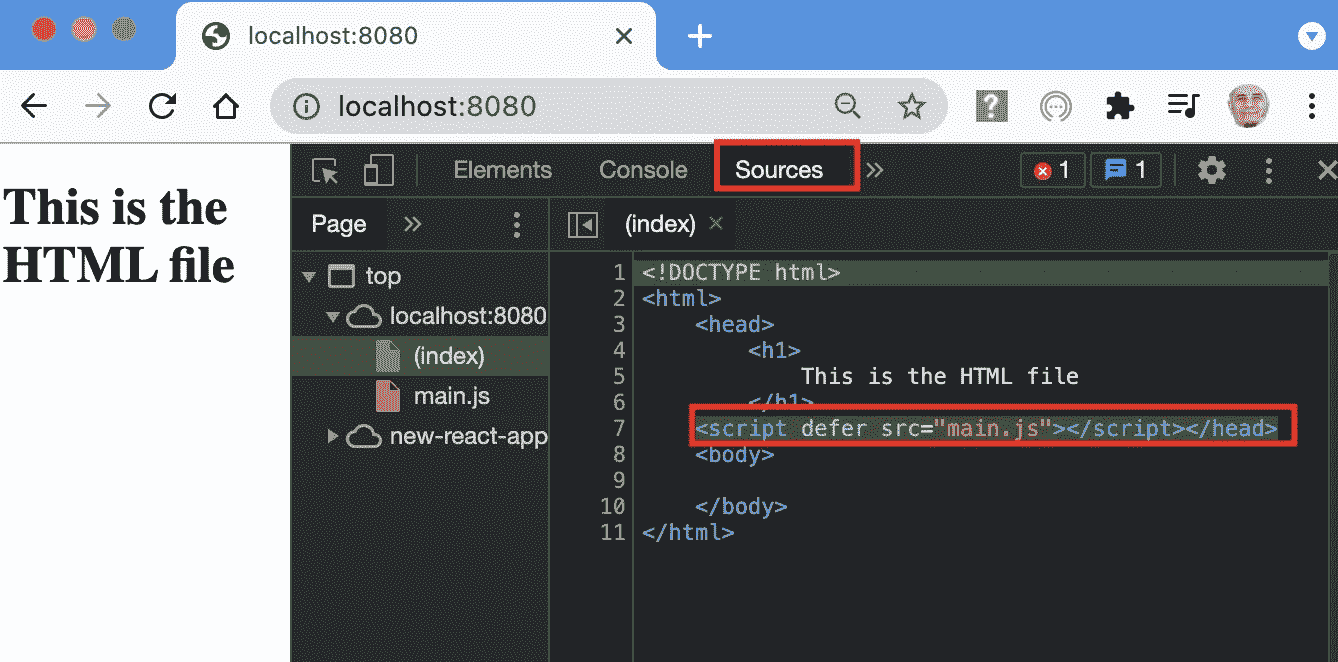 localhost:8080
localhost:8080
Elements Console Sources 1 1
Page (index)
This is the
HTML file
top
localhost:8080
(index)
main.js
new-react-app
1 <!DOCTYPE html>
2 <html>
3 <head>
4 <h1>
5 This is the HTML file
6 </h1>
7 <script defer src="main.js"></script></head>
8 <body>
9
10 </body>
11 </html>